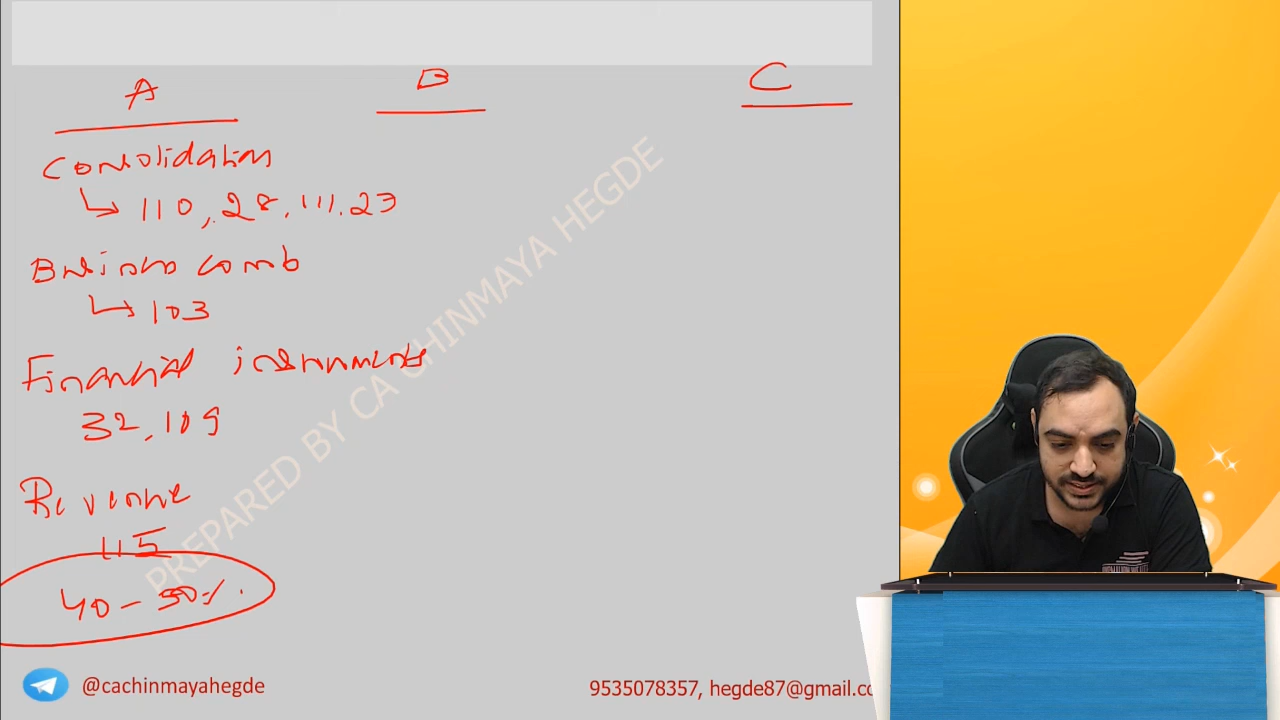 A
B
C
Consolidation
110, 28, 111, 23
Business comb
103
Financial instruments
32, 109
Revenue
115
40 - 50%.
PREPARED BY CA CHINMAYA HEGDE
@cachinmayahegde
9535078357, hegde87@gmail.co